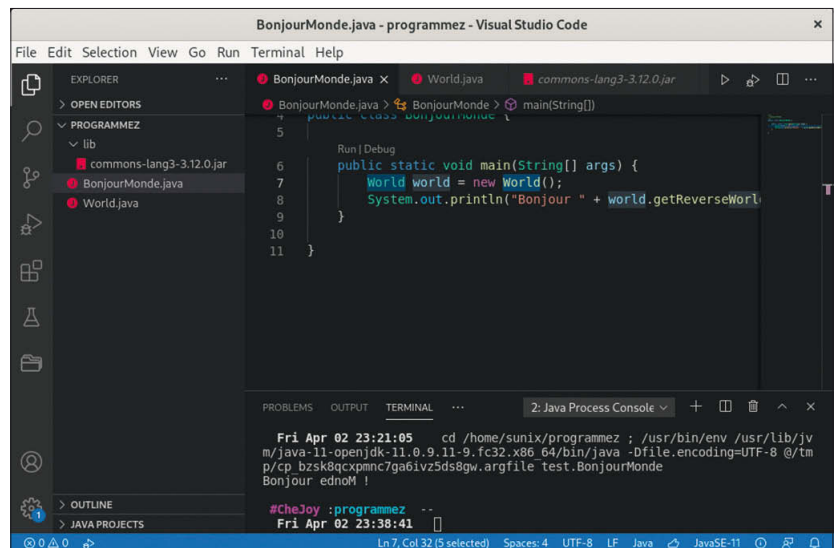 BonjourMonde.java - programmez - Visual Studio Code ×
File Edit Selection View Go Run Terminal Help
EXPLORER ···
BonjourMonde.java × World.java commons-lang3-3.12.0.jar ···
> OPEN EDITORS
BonjourMonde.java > BonjourMonde > main(String[])
PROGRAMMEZ
lib
commons-lang3-3.12.0.jar
BonjourMonde.java
World.java
4 public class BonjourMonde {
5
Run | Debug
6 public static void main(String[] args) {
7 World world = new World();
8 System.out.println("Bonjour " + world.getReverseWorl
9 }
10
11 }
PROBLEMS OUTPUT TERMINAL ··· 2: Java Process Console
Fri Apr 02 23:21:05 cd /home/sunix/programmez ; /usr/bin/env /usr/lib/jv
m/java-11-openjdk-11.0.9.11-9.fc32.x86_64/bin/java -Dfile.encoding=UTF-8 @/tm
p/cp_bzsk8qcxpmnc7ga6ivz5ds8gw.argfile test.BonjourMonde
Bonjour ednoM !
#CheJoy :programmez --
Fri Apr 02 23:38:41
> OUTLINE
> JAVA PROJECTS
1
0 0 Ln 7, Col 32 (5 selected) Spaces: 4 UTF-8 LF Java JavaSE-11